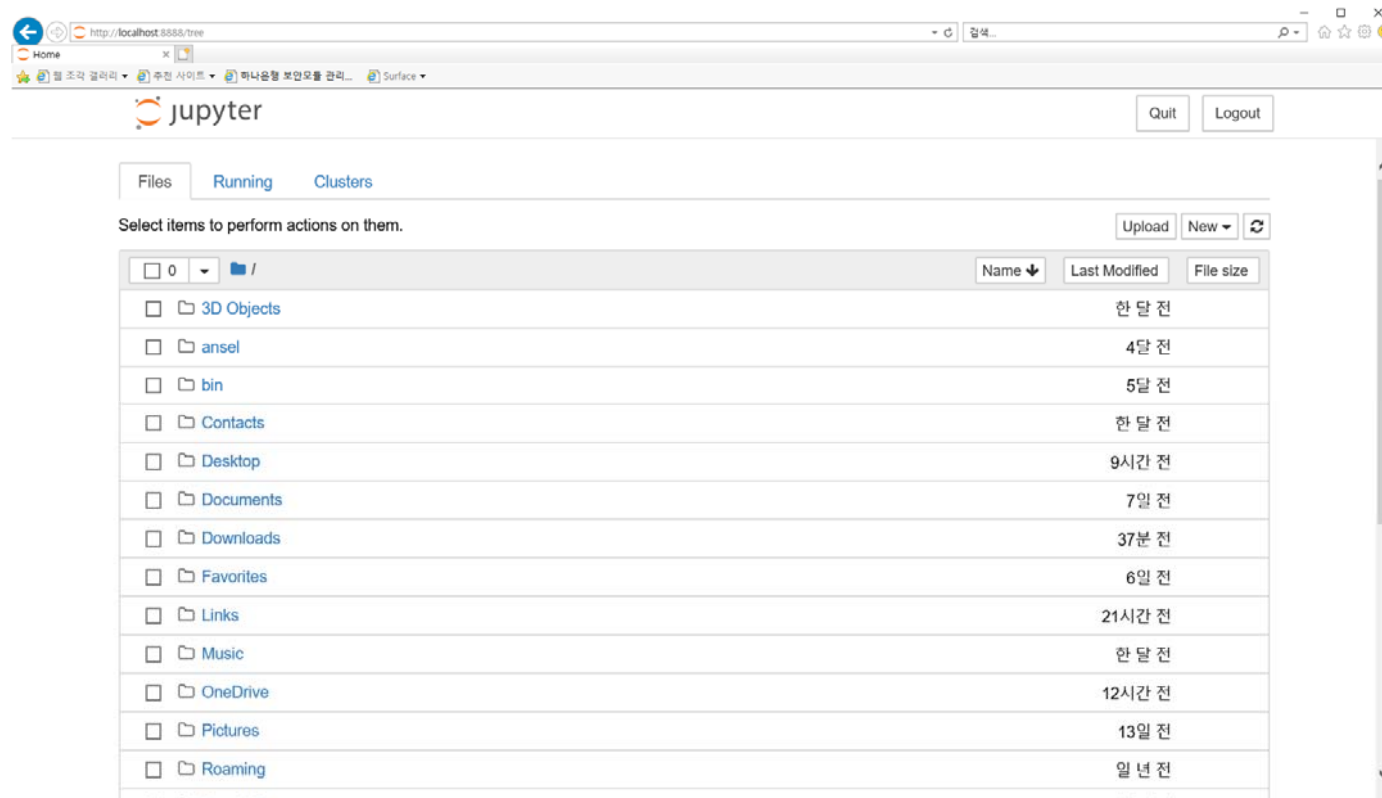 http://localhost:8888/tree
검색...
Home
웹 조각 갤러리 추천 사이트 하나은행 보안모듈 관리... Surface
jupyter
Quit Logout
Files Running Clusters
Select items to perform actions on them.
Upload New
0 / Name Last Modified File size
3D Objects 한 달 전
ansel 4달 전
bin 5달 전
Contacts 한 달 전
Desktop 9시간 전
Documents 7일 전
Downloads 37분 전
Favorites 6일 전
Links 21시간 전
Music 한 달 전
OneDrive 12시간 전
Pictures 13일 전
Roaming 일 년 전